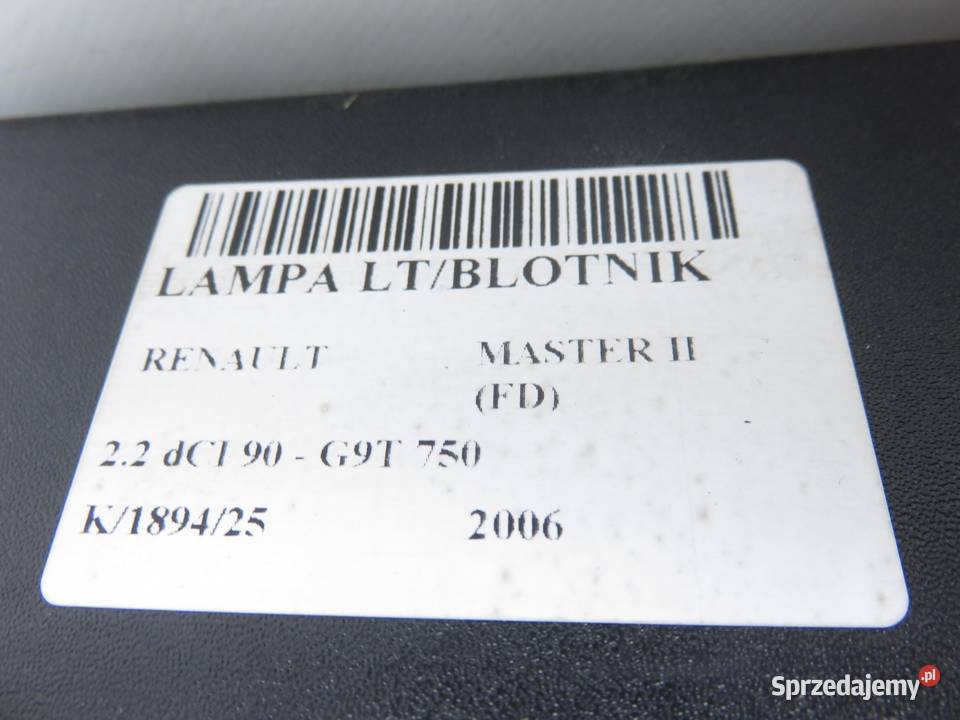 LAMPA LT/BLOTNIK
RENAULT MASTER II
(FD)
2.2 dCI 90 - G9T 750
K/1894/25 2006
Sprzedajemy.pl